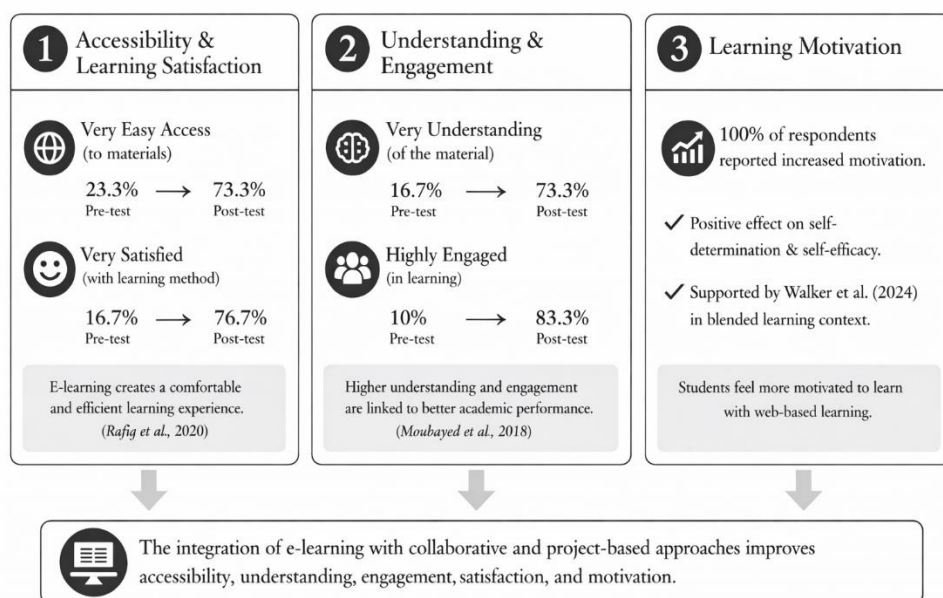 1 Accessibility &
Learning Satisfaction
Very Easy Access
(to materials)
23.3% → 73.3%
Pre-test Post-test
Very Satisfied
(with learning method)
16.7% → 76.7%
Pre-test Post-test
E-learning creates a comfortable
and efficient learning experience.
(Rafig et al., 2020)
2 Understanding &
Engagement
Very Understanding
(of the material)
16.7% → 73.3%
Pre-test Post-test
Highly Engaged
(in learning)
10% → 83.3%
Pre-test Post-test
Higher understanding and engagement
are linked to better academic performance.
(Moubayed et al., 2018)
3 Learning Motivation
100% of respondents
reported increased motivation.
✓ Positive effect on self-
determination & self-efficacy.
✓ Supported by Walker et al. (2024)
in blended learning context.
Students feel more motivated to learn
with web-based learning.
The integration of e-learning with collaborative and project-based approaches improves
accessibility, understanding, engagement, satisfaction, and motivation.